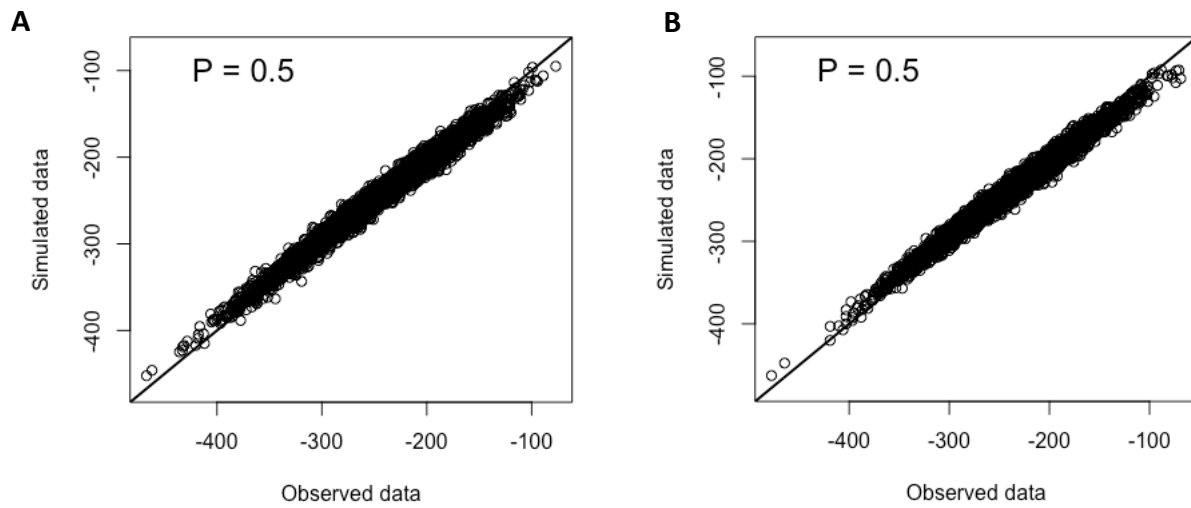 A
P = 0.5
-100
-200
-300
-400
Simulated data
-400 -300 -200 -100
Observed data
B
P = 0.5
-100
-200
-300
-400
Simulated data
-400 -300 -200 -100
Observed data